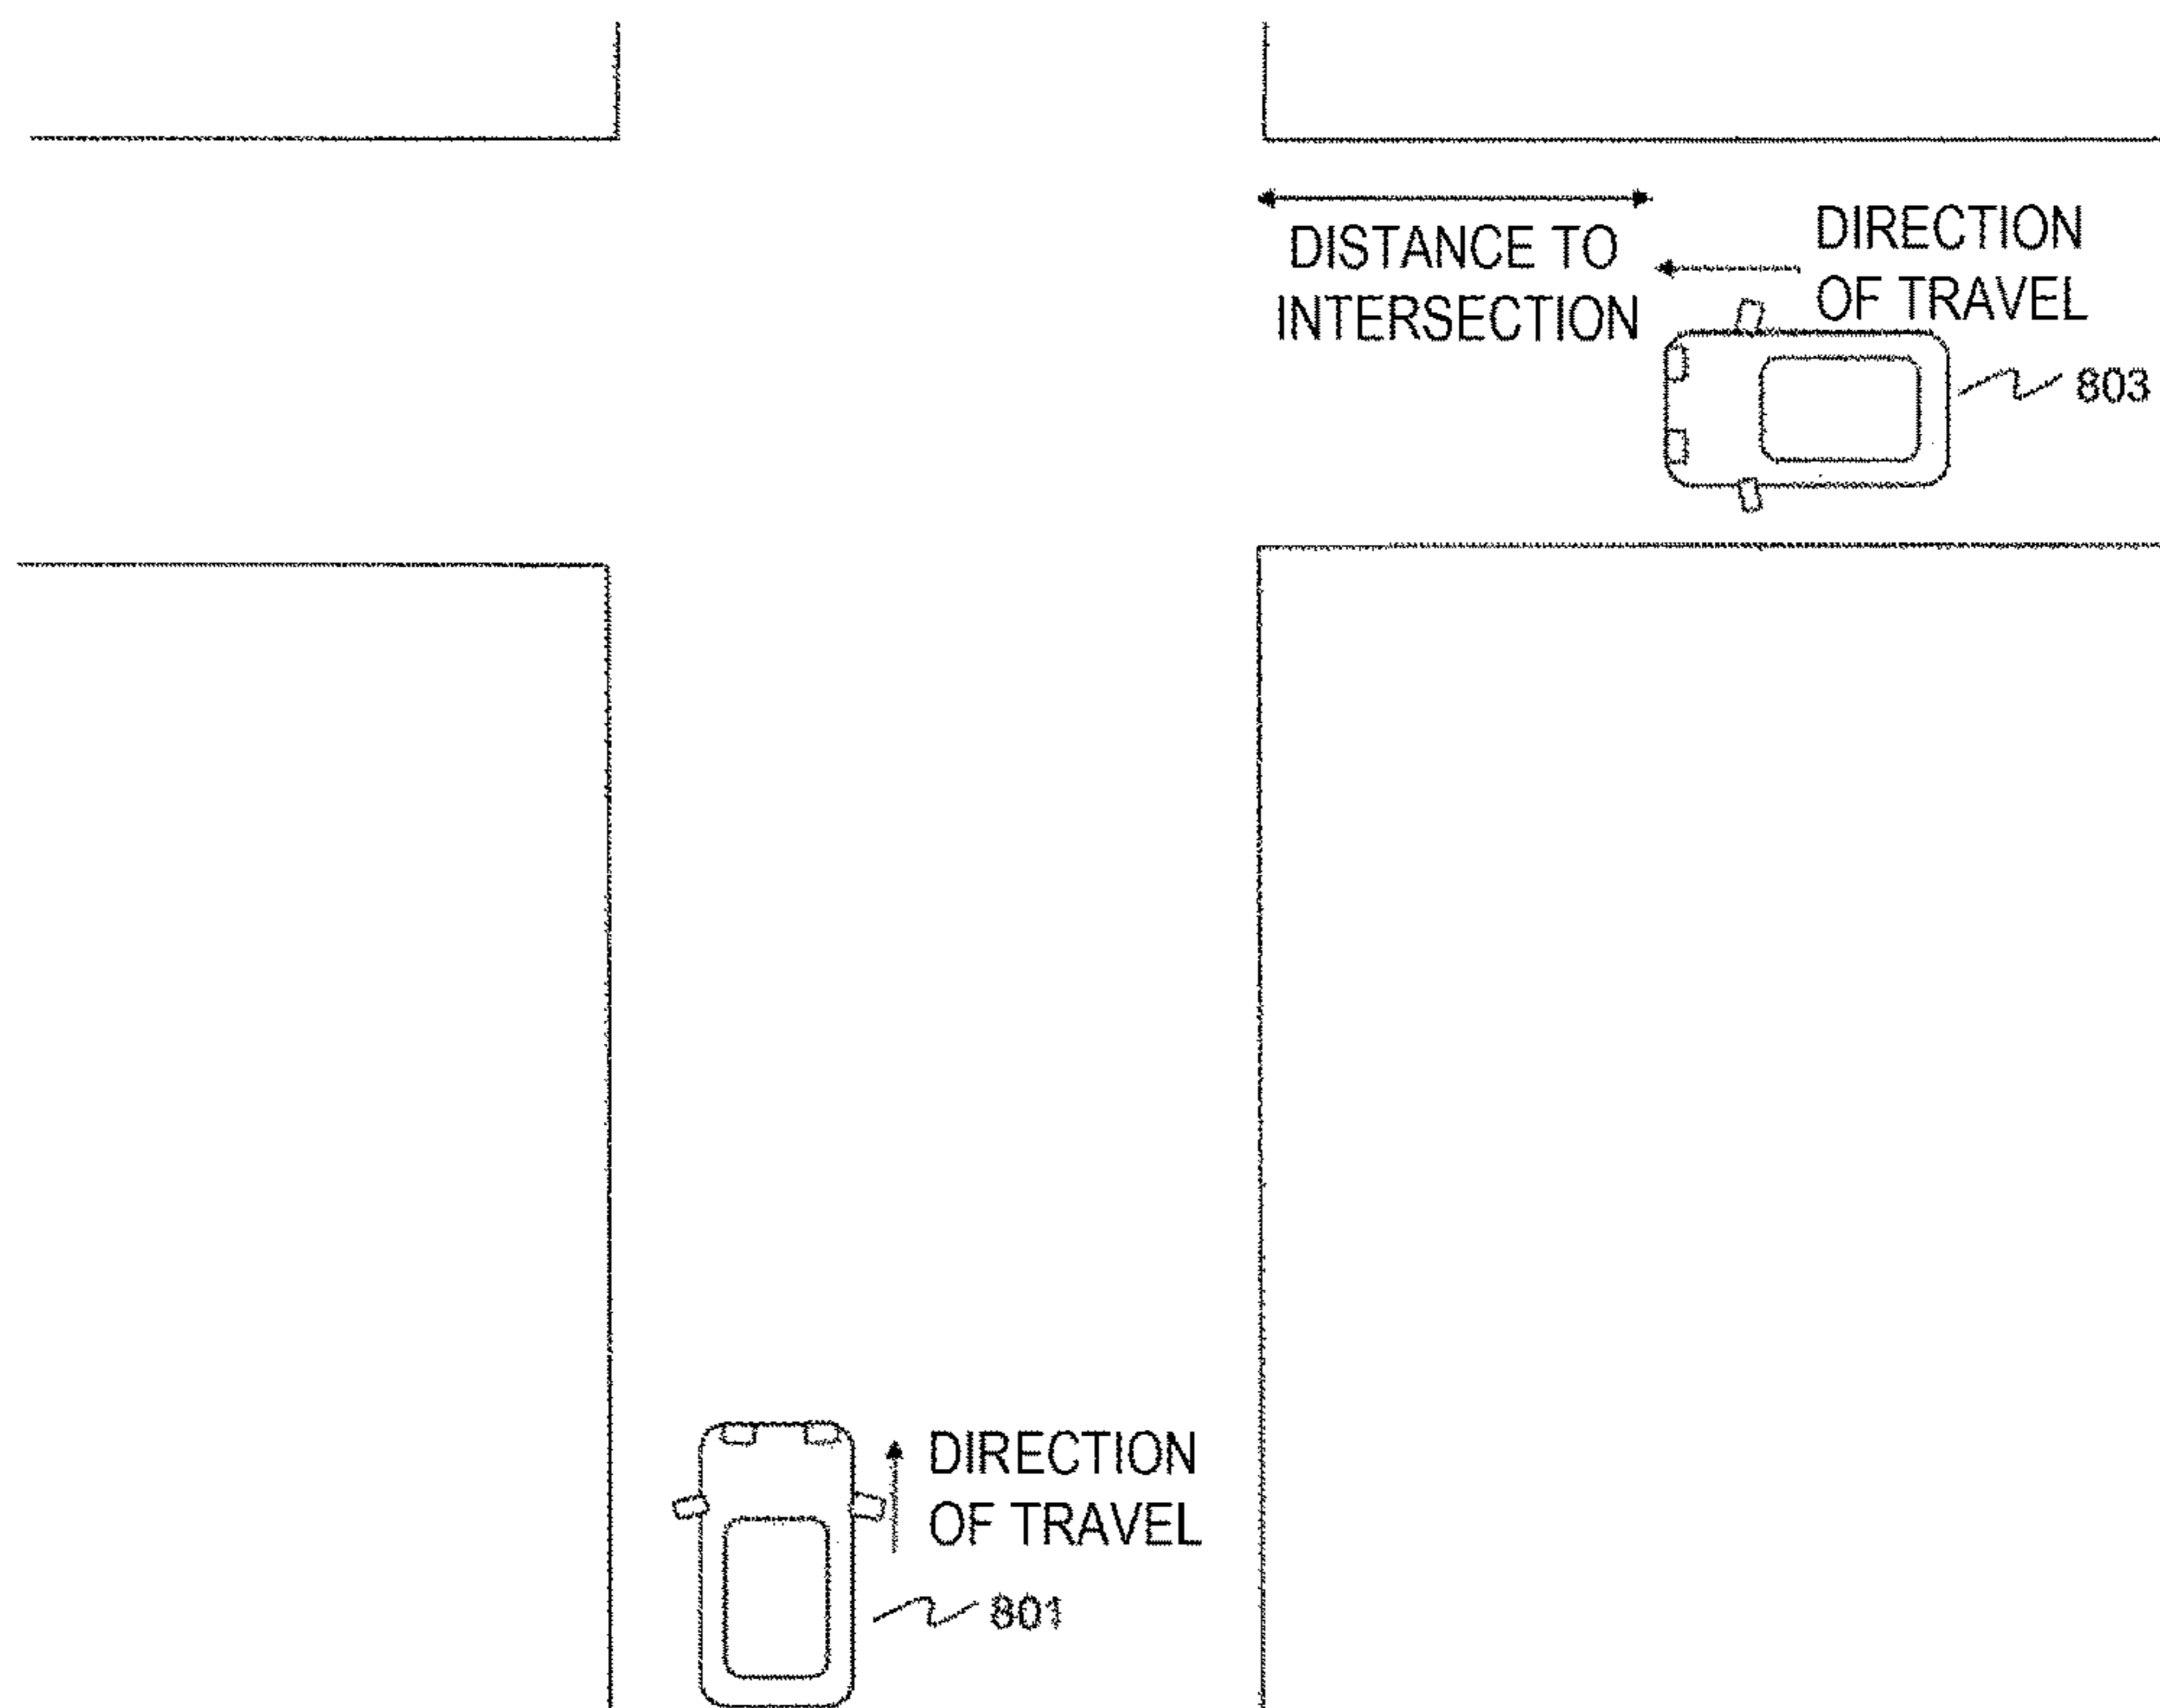 DISTANCE TO
INTERSECTION
DIRECTION
OF TRAVEL
803
DIRECTION
OF TRAVEL
801